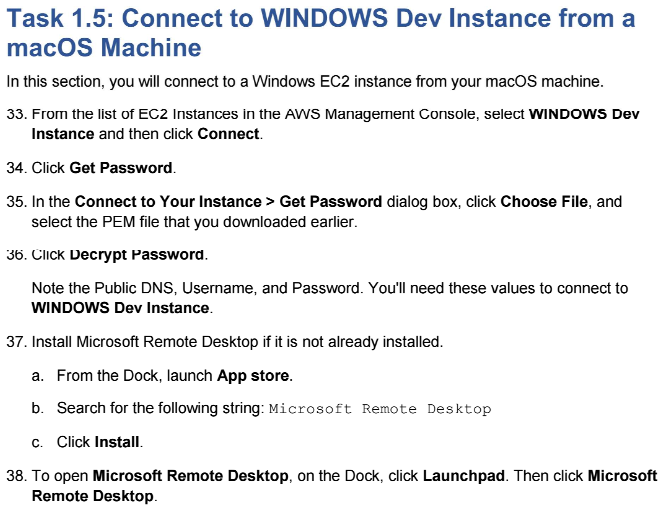 Task 1.5: Connect to WINDOWS Dev Instance from a
macOS Machine
In this section, you will connect to a Windows EC2 instance from your macOS machine.
33. From the list of EC2 Instances in the AWS Management Console, select WINDOWS Dev
Instance and then click Connect.
34. Click Get Password.
35. In the Connect to Your Instance > Get Password dialog box, click Choose File, and
select the PEM file that you downloaded earlier.
36. Click Decrypt Password.
Note the Public DNS, Username, and Password. You'll need these values to connect to
WINDOWS Dev Instance.
37. Install Microsoft Remote Desktop if it is not already installed.
a. From the Dock, launch App store.
b. Search for the following string: Microsoft Remote Desktop
c. Click Install.
38. To open Microsoft Remote Desktop, on the Dock, click Launchpad. Then click Microsoft
Remote Desktop.